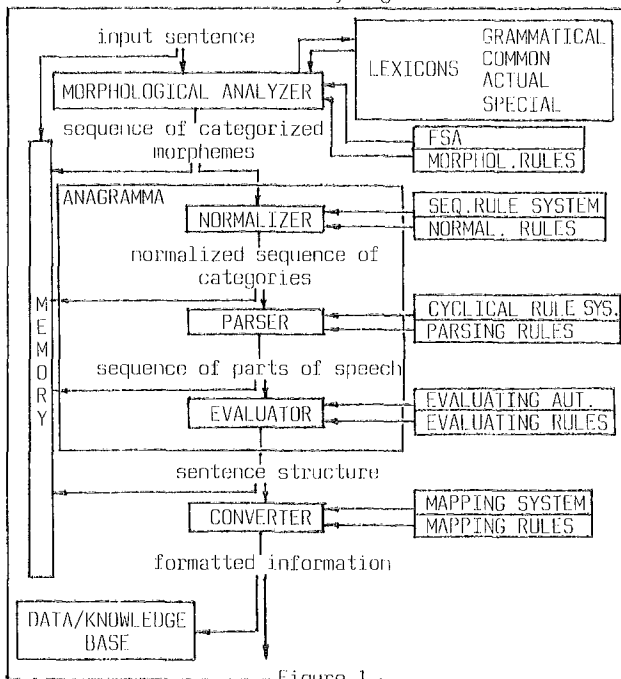 input sentence
GRAMMATICAL
COMMON
LEXICONS
ACTUAL
SPECIAL
MORPHOLOGICAL ANALYZER
sequence of categorized
morphemes
FSA
MORPHOL.RULES
ANAGRAMMA
NORMALIZER
SEQ.RULE SYSTEM
NORMAL. RULES
normalized sequence of
categories
MEMORY
PARSER
CYCLICAL RULE SYS.
PARSING RULES
sequence of parts of speech
EVALUATOR
EVALUATING AUT.
EVALUATING RULES
sentence structure
CONVERTER
MAPPING SYSTEM
MAPPING RULES
formatted information
DATA/KNOWLEDGE
BASE
Figure 1.